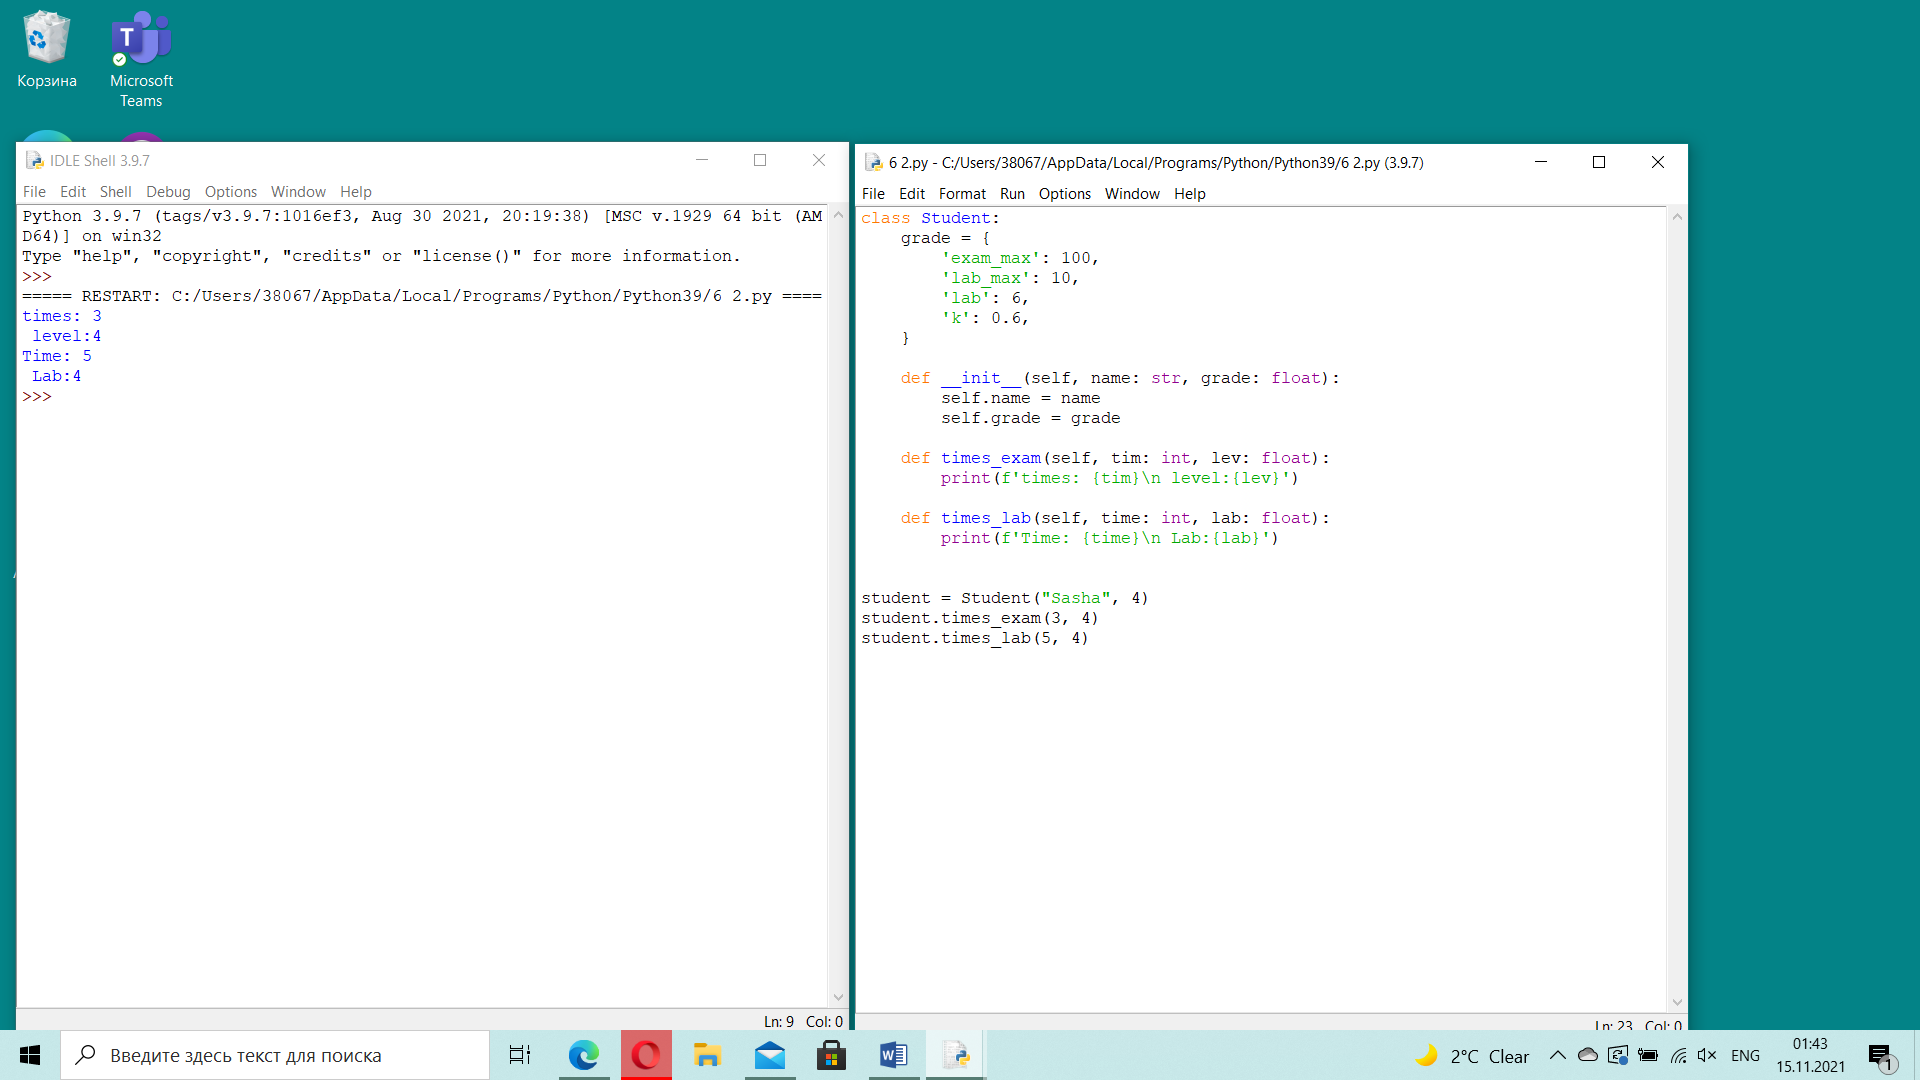 Корзина
Microsoft
Teams
IDLE Shell 3.9.7
File Edit Shell Debug Options Window Help
Python 3.9.7 (tags/v3.9.7:1016ef3, Aug 30 2021, 20:19:38) [MSC v.1929 64 bit (AM
D64)] on win32
Type "help", "copyright", "credits" or "license()" for more information.
>>>
===== RESTART: C:/Users/38067/AppData/Local/Programs/Python/Python39/6 2.py ====
times: 3
 level:4
Time: 5
 Lab:4
>>>
Ln: 9 Col: 0
6 2.py - C:/Users/38067/AppData/Local/Programs/Python/Python39/6 2.py (3.9.7)
File Edit Format Run Options Window Help
class Student:
    grade = {
        'exam_max': 100,
        'lab_max': 10,
        'lab': 6,
        'k': 0.6,
    }
    def __init__(self, name: str, grade: float):
        self.name = name
        self.grade = grade
    def times_exam(self, tim: int, lev: float):
        print(f'times: {tim}\n level:{lev}')
    def times_lab(self, time: int, lab: float):
        print(f'Time: {time}\n Lab:{lab}')
student = Student("Sasha", 4)
student.times_exam(3, 4)
student.times_lab(5, 4)
Ln: 23 Col: 0
Введите здесь текст для поиска
2°C Clear
ENG
01:43
15.11.2021
1